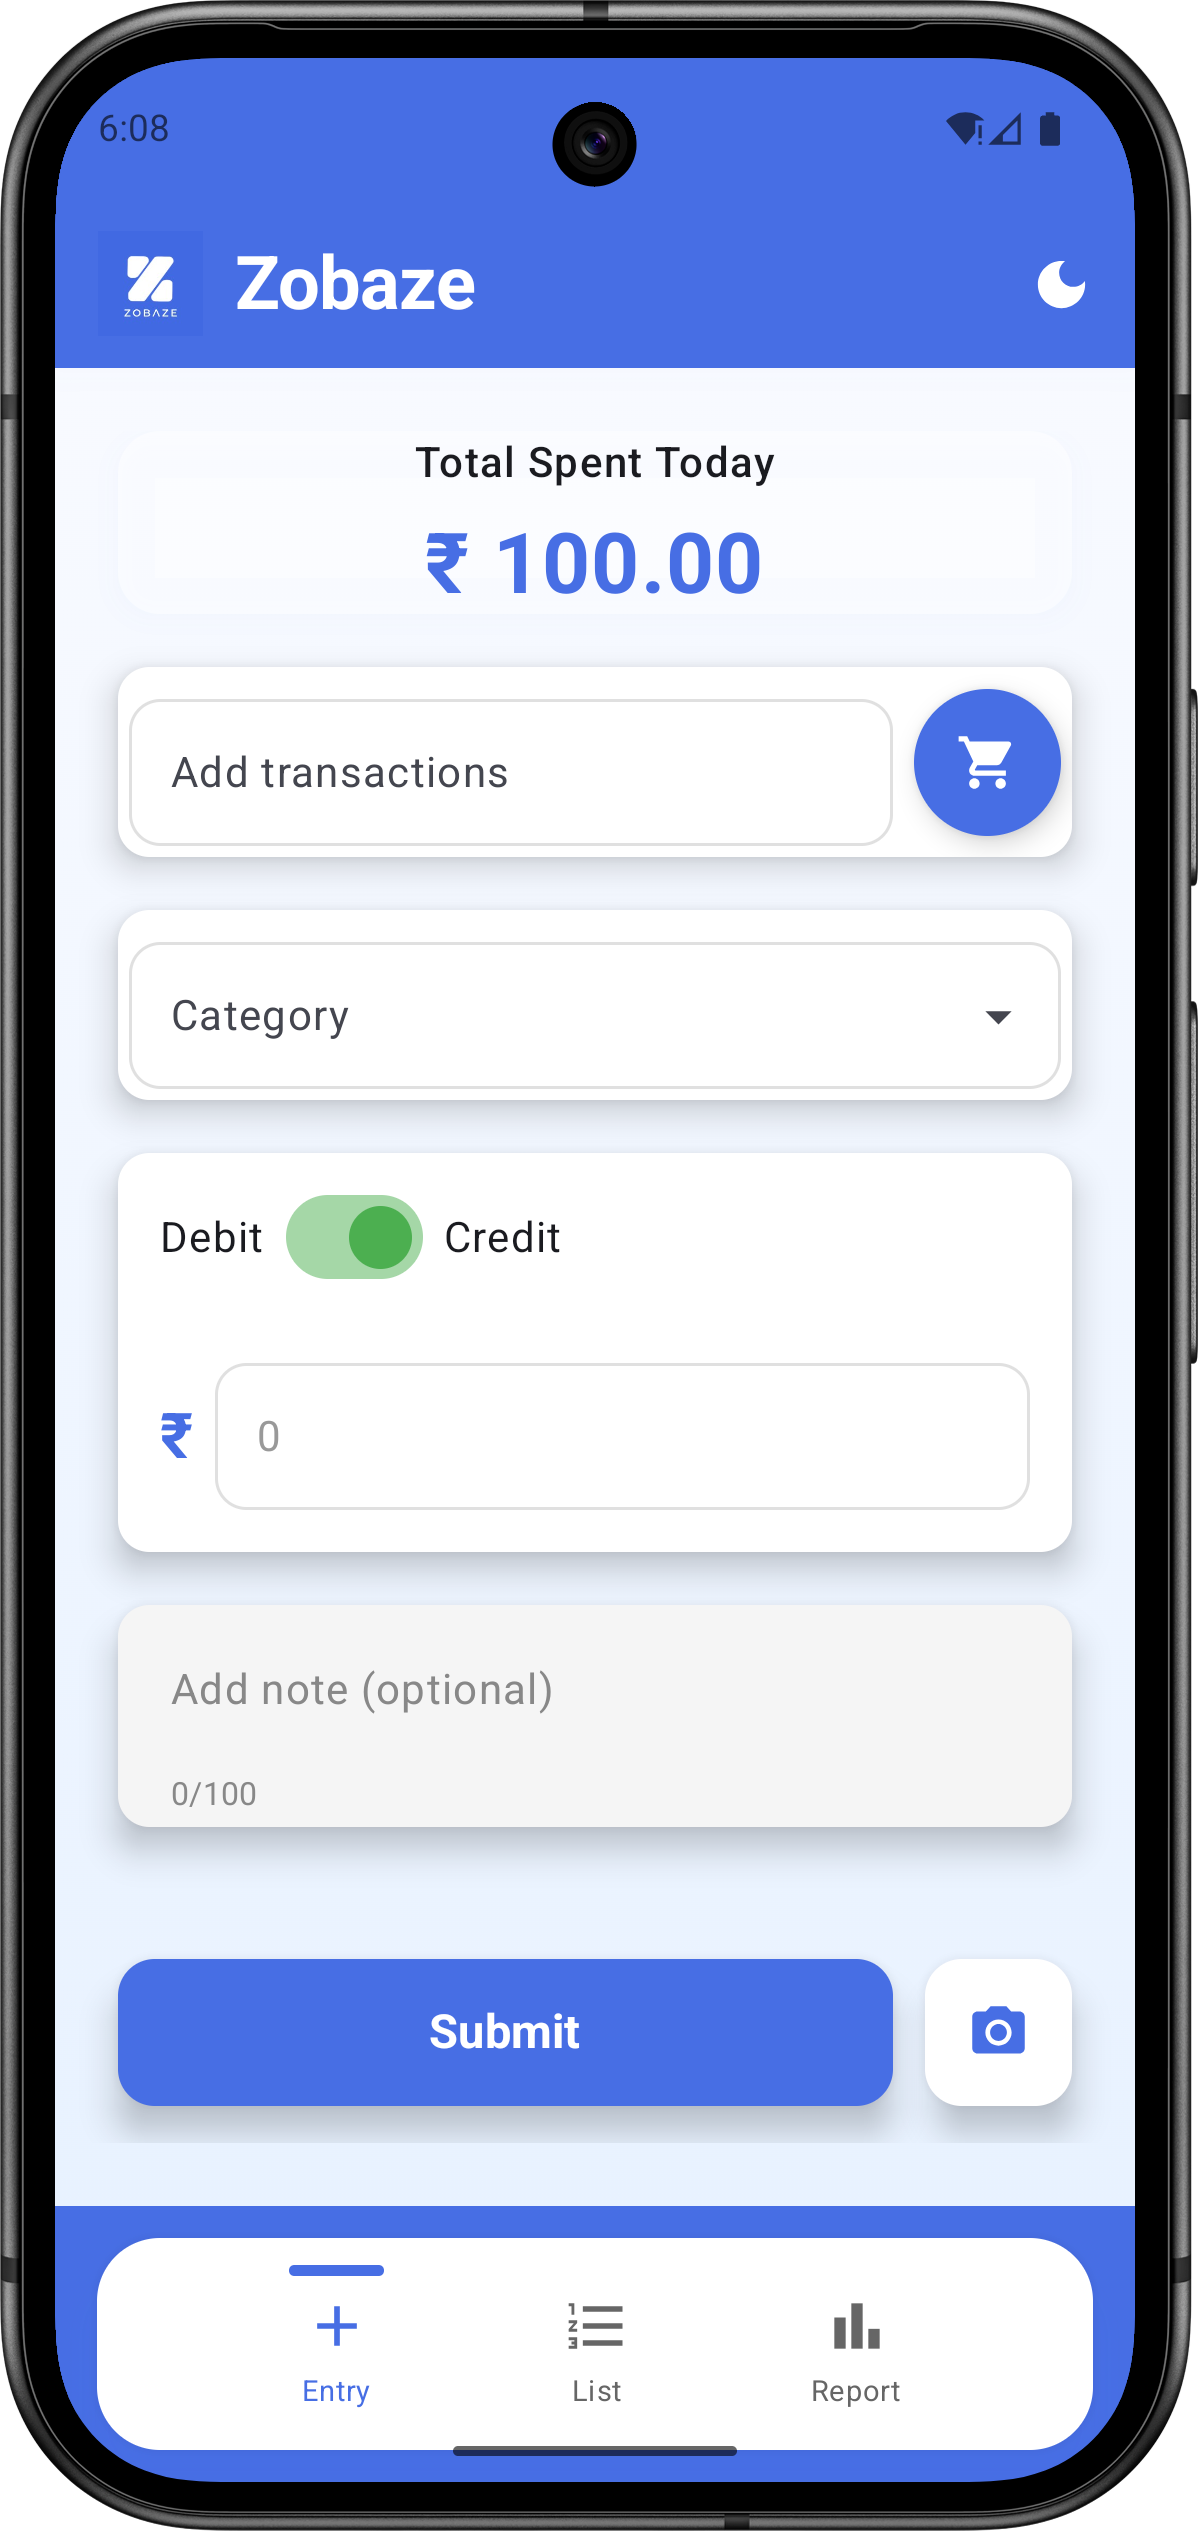 6:08
ZOBAZE
Zobaze
Total Spent Today
₹ 100.00
Add transactions
Category
Debit Credit
₹ 0
Add note (optional)
0/100
Submit
Entry List Report